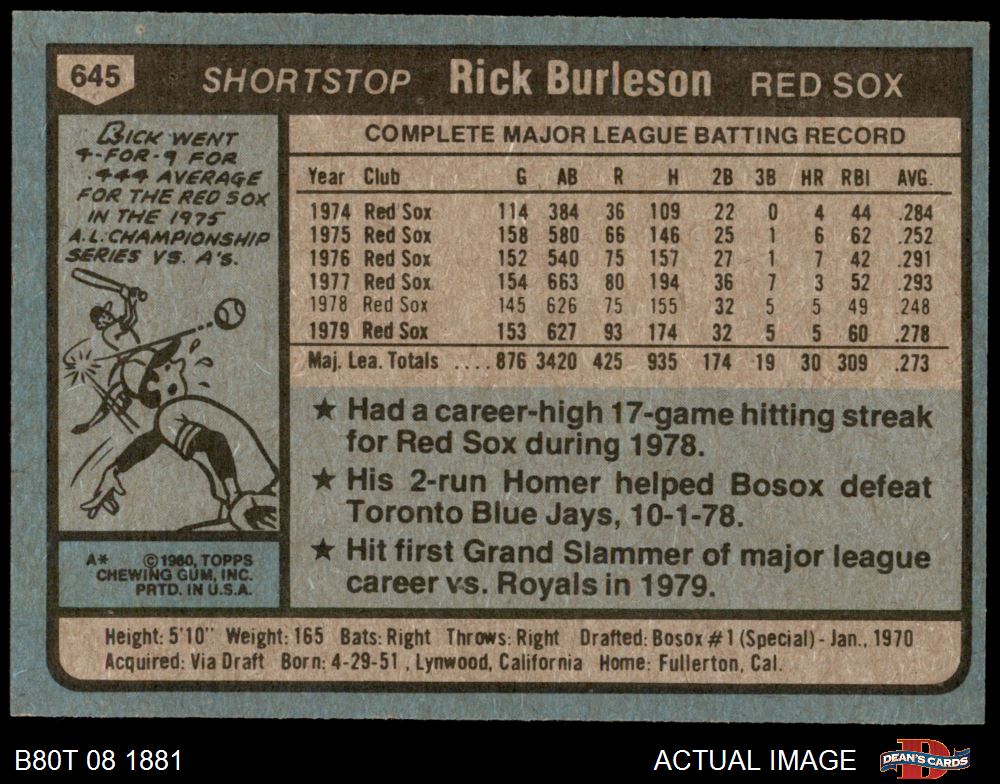 645
SHORTSTOP Rick Burleson RED SOX
RICK WENT
4-FOR-9 FOR
.444 AVERAGE
FOR THE RED SOX
IN THE 1975
A.L. CHAMPIONSHIP
SERIES VS. A'S.
COMPLETE MAJOR LEAGUE BATTING RECORD
Year Club G AB R H 2B 3B HR RBI AVG.
1974 Red Sox 114 384 36 109 22 0 4 44 .284
1975 Red Sox 158 580 66 146 25 1 6 62 .252
1976 Red Sox 152 540 75 157 27 1 7 42 .291
1977 Red Sox 154 663 80 194 36 7 3 52 .293
1978 Red Sox 145 626 75 155 32 5 5 49 .248
1979 Red Sox 153 627 93 174 32 5 5 60 .278
Maj. Lea. Totals .... 876 3420 425 935 174 19 30 309 .273
★ Had a career-high 17-game hitting streak
for Red Sox during 1978.
★ His 2-run Homer helped Bosox defeat
Toronto Blue Jays, 10-1-78.
★ Hit first Grand Slammer of major league
career vs. Royals in 1979.
A* ©1980, TOPPS
CHEWING GUM, INC.
PRTD. IN U.S.A.
Height: 5'10" Weight: 165 Bats: Right Throws: Right Drafted: Bosox #1 (Special) - Jan., 1970
Acquired: Via Draft Born: 4-29-51, Lynwood, California Home: Fullerton, Cal.
B80T 08 1881
ACTUAL IMAGE
DEAN'S CARDS